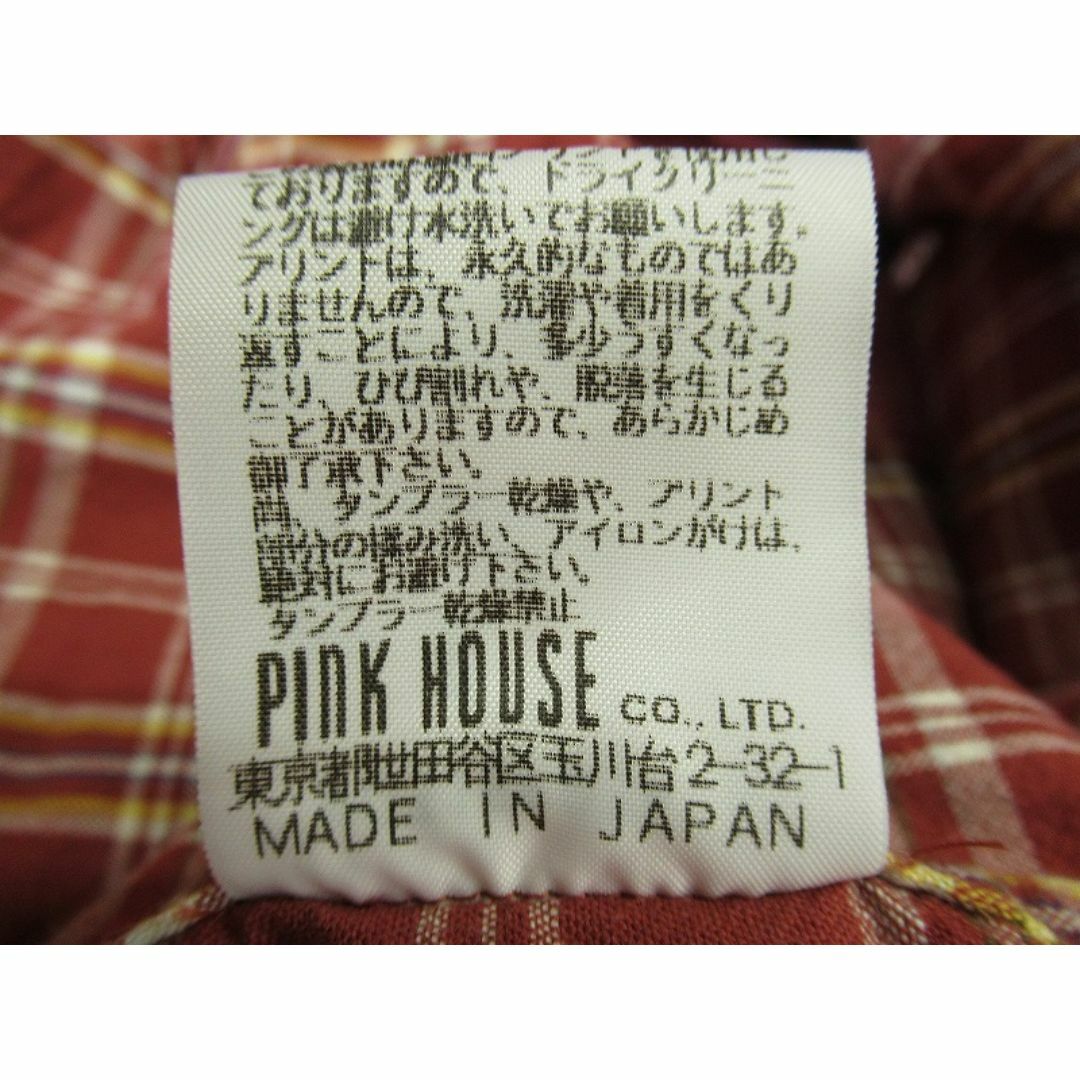 ておりますので、ドライクリーニ
ングは避け水洗いでお願いします。
プリントは、永久的なものではあ
りませんので、洗濯や着用をくり
返すことにより、多少うすくなっ
たり、ひび割れや、脱落を生じる
ことがありますので、あらかじめ
御了承下さい。
尚、タンブラー乾燥や、プリント
部分の揉み洗い、アイロンがけは、
絶対にお避け下さい。
タンブラー乾燥禁止
PINK HOUSE CO., LTD.
東京都世田谷区玉川台2-32-1
MADE IN JAPAN